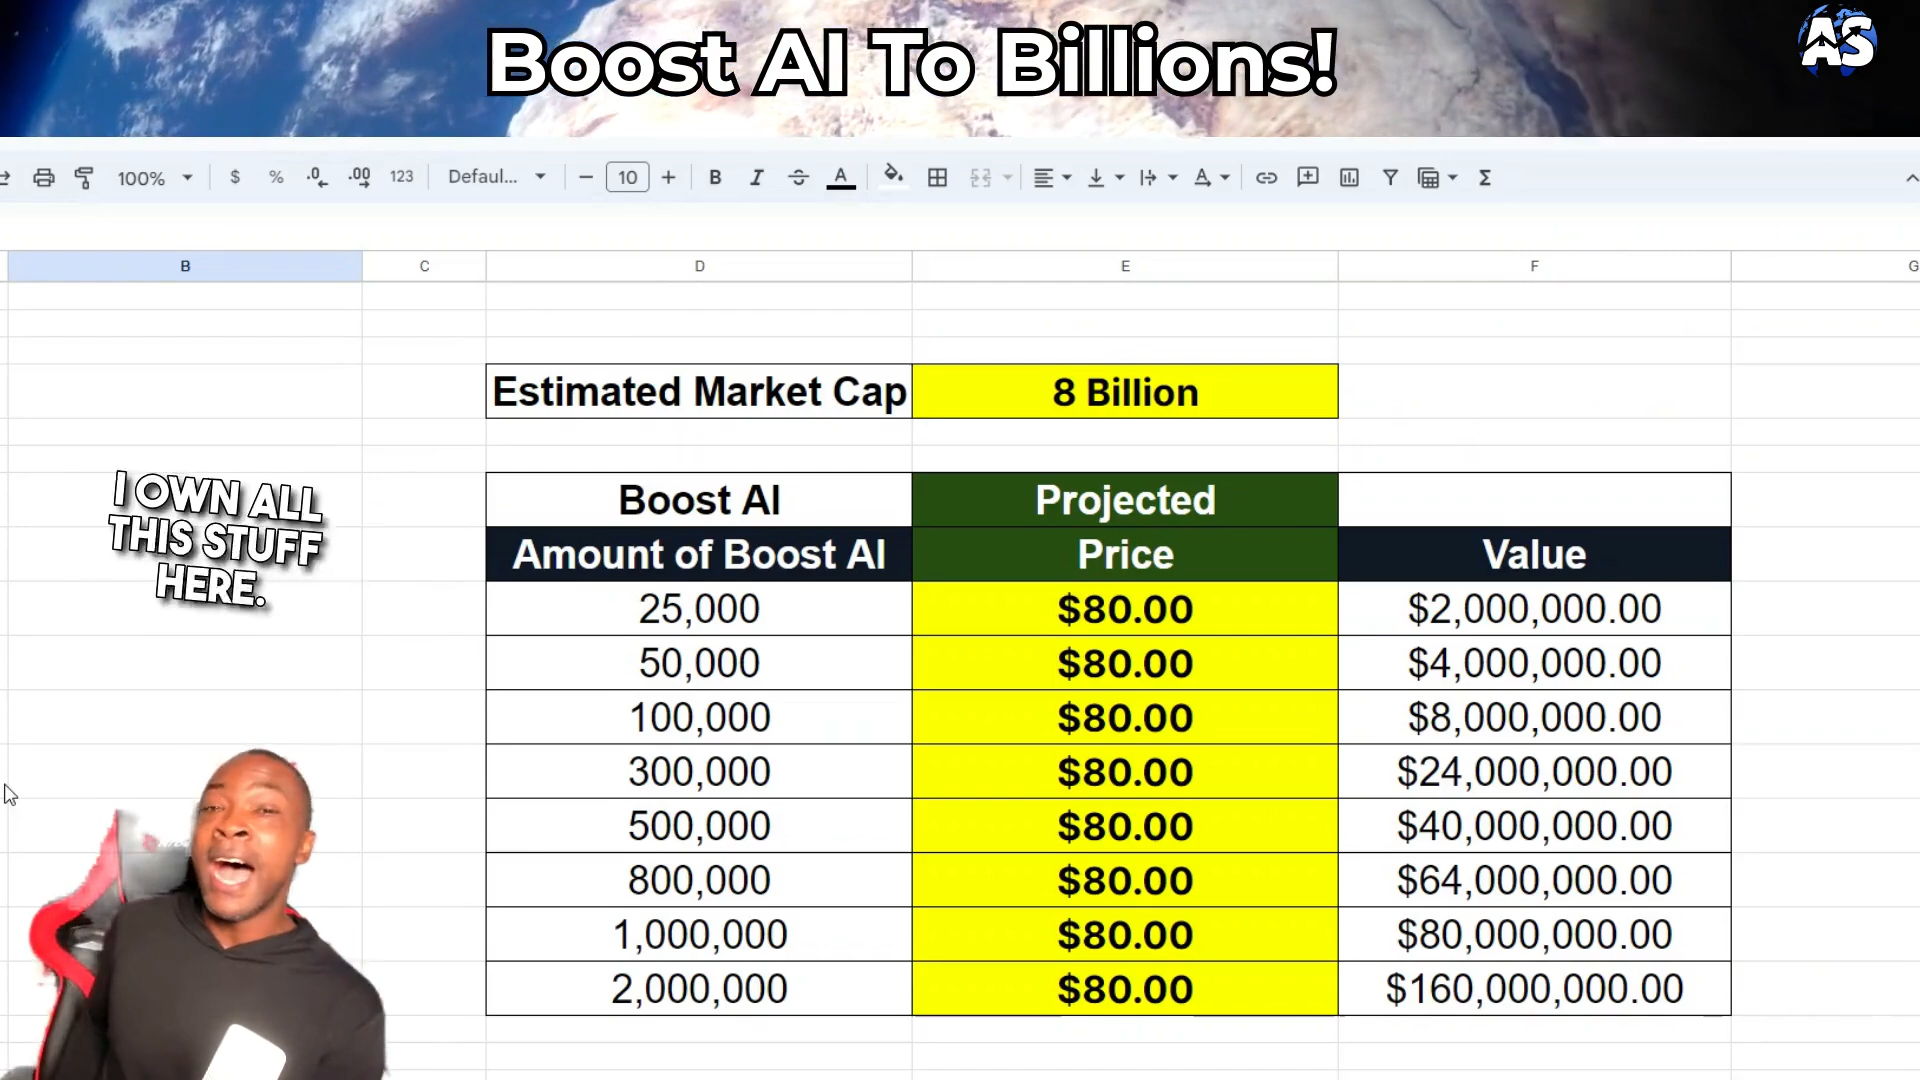 Boost AI To Billions!
AS
100% $ % .0 .00 123 Defaul... 10 B I A
B C D E F G
Estimated Market Cap 8 Billion
I OWN ALL
THIS STUFF
HERE.
Boost AI Projected
Amount of Boost AI Price Value
25,000 $80.00 $2,000,000.00
50,000 $80.00 $4,000,000.00
100,000 $80.00 $8,000,000.00
300,000 $80.00 $24,000,000.00
500,000 $80.00 $40,000,000.00
800,000 $80.00 $64,000,000.00
1,000,000 $80.00 $80,000,000.00
2,000,000 $80.00 $160,000,000.00